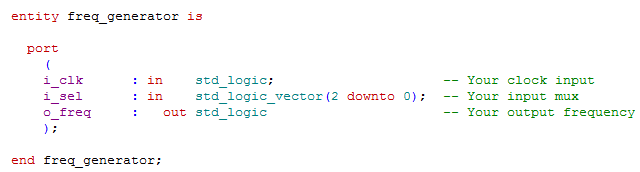 entity freq_generator is
port
(
i_clk : in std_logic; -- Your clock input
i_sel : in std_logic_vector(2 downto 0); -- Your input mux
o_freq : out std_logic -- Your output frequency
);
end freq_generator;